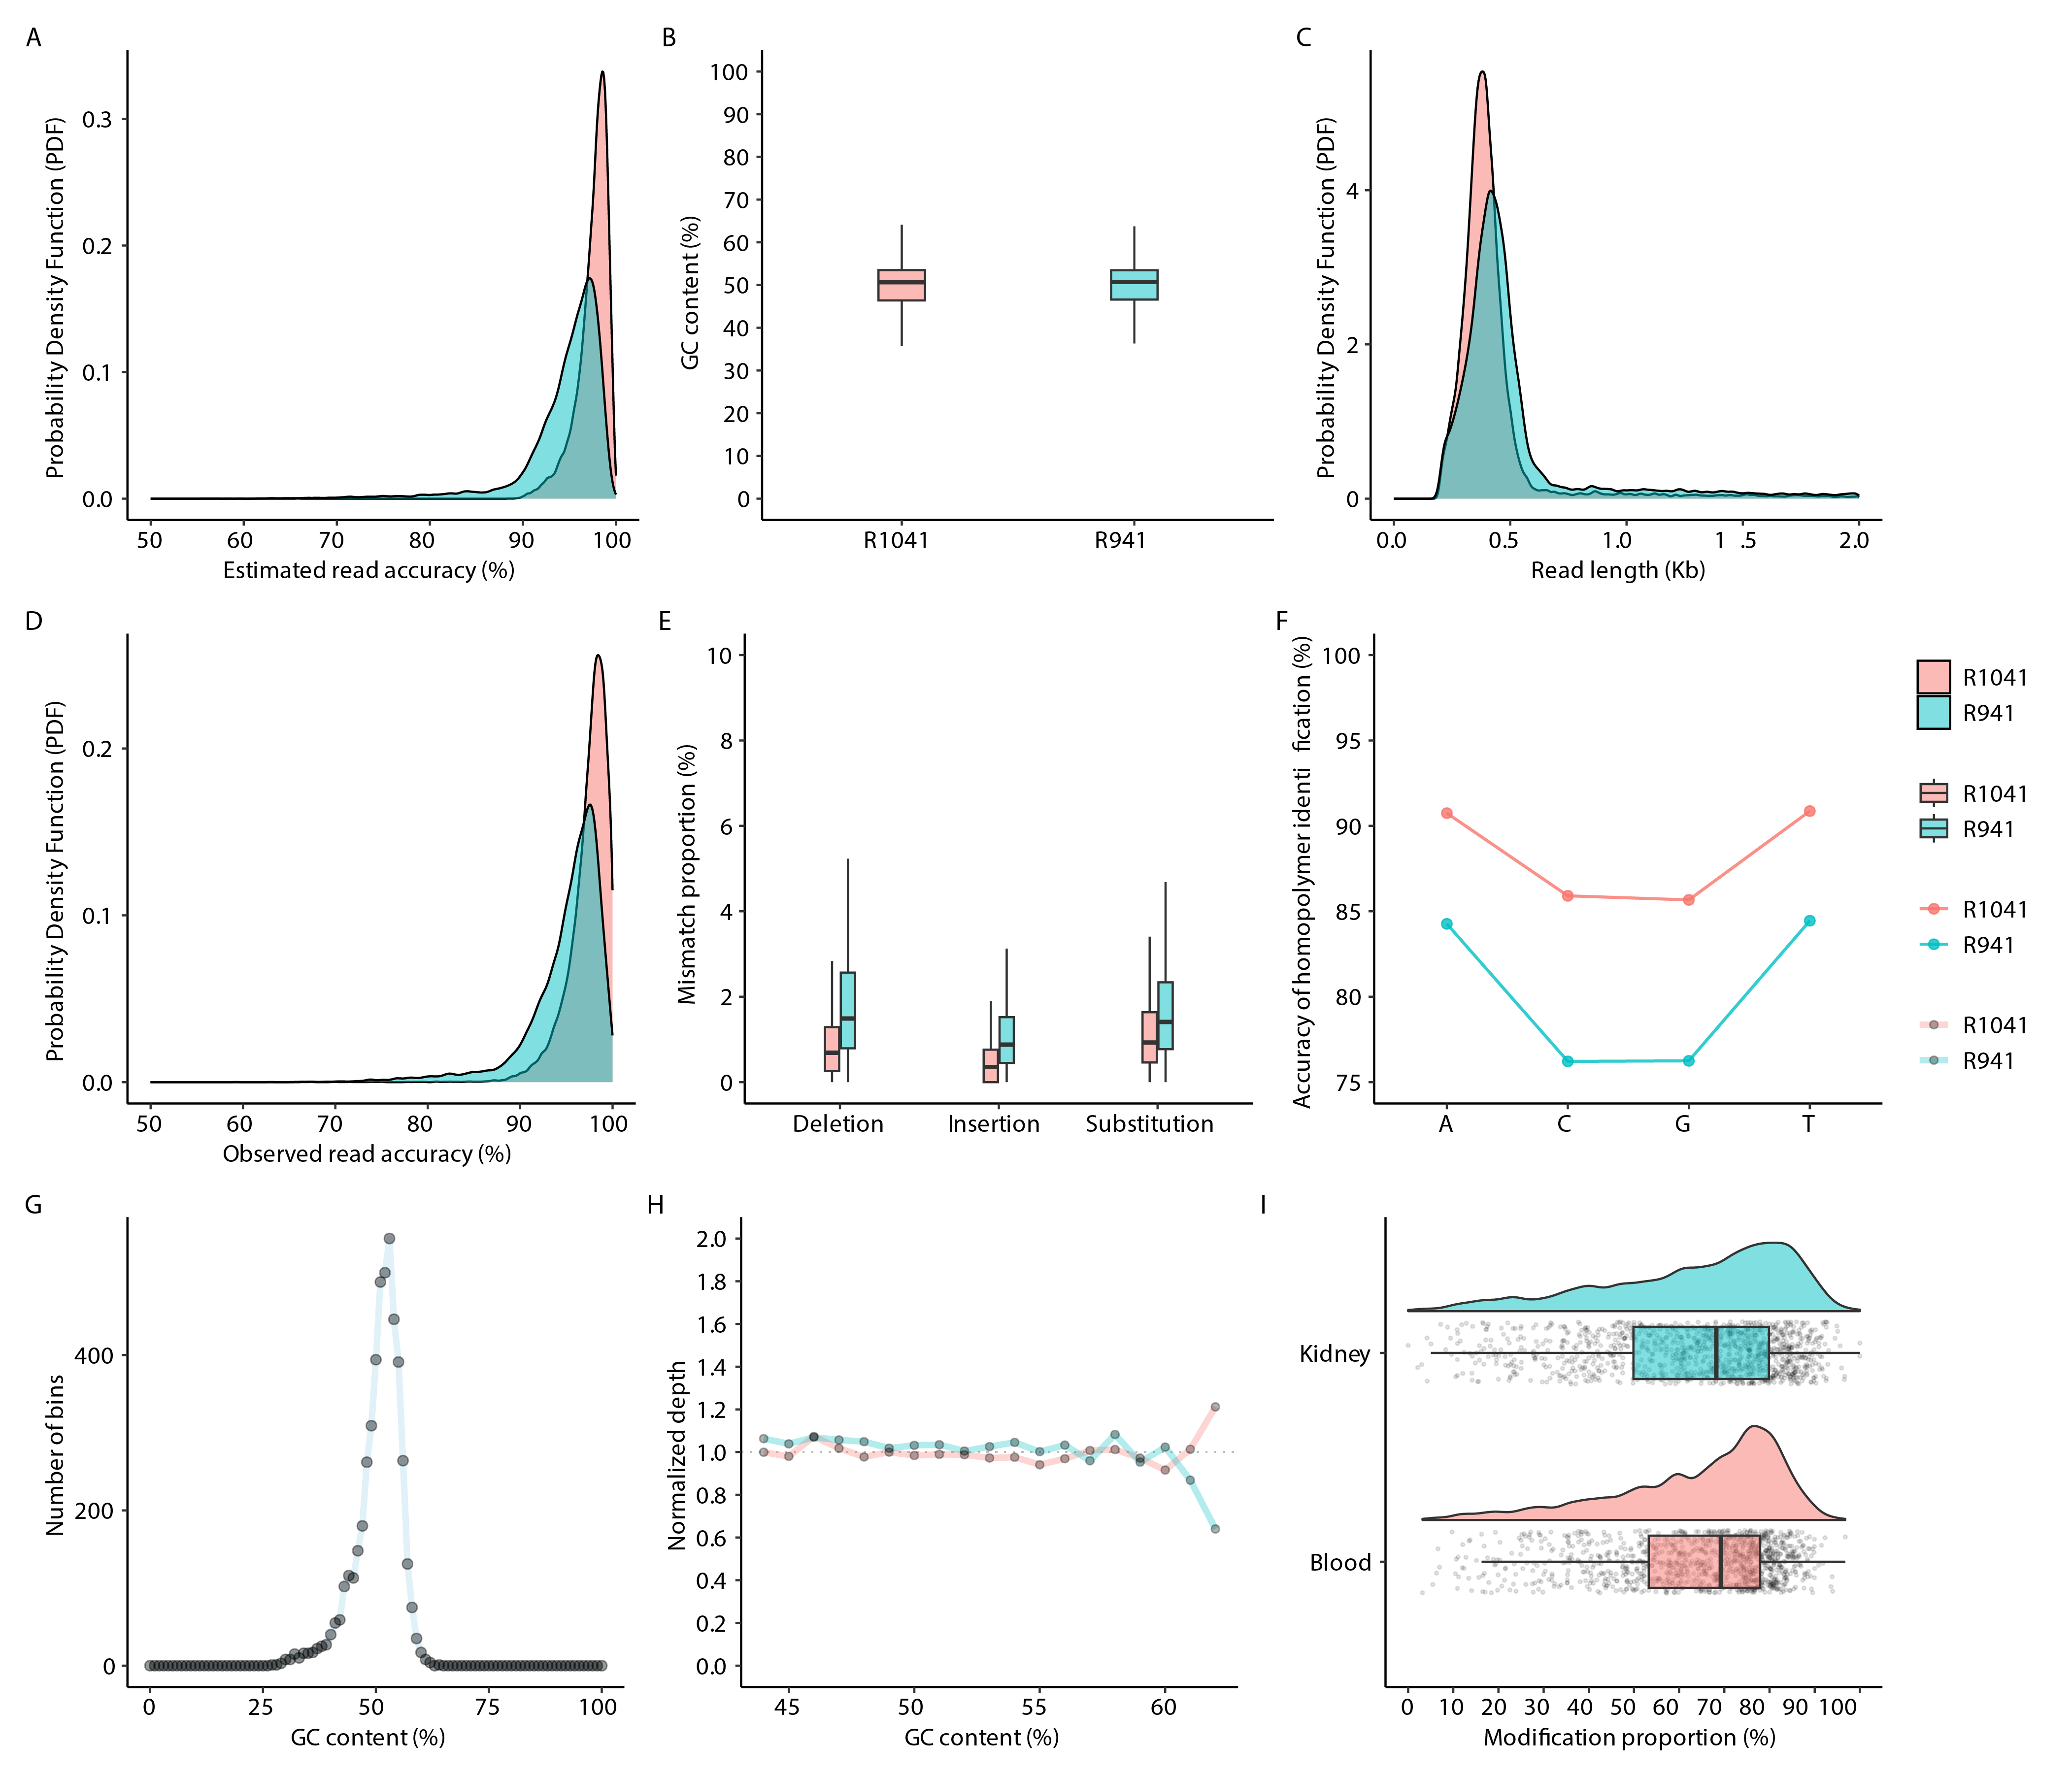 A
Probability Density Function (PDF)
0.3
0.2
0.1
0.0
50 60 70 80 90 100
Estimated read accuracy (%)
B
GC content (%)
100
90
80
70
60
50
40
30
20
10
0
R1041 R941
C
Probability Density Function (PDF)
4
2
0
0.0 0.5 1.0 1 .5 2.0
Read length (Kb)
D
Probability Density Function (PDF)
0.2
0.1
0.0
50 60 70 80 90 100
Observed read accuracy (%)
E
Mismatch proportion (%)
10
8
6
4
2
0
Deletion Insertion Substitution
F
Accuracy of homopolymer identi fication (%)
100
95
90
85
80
75
A C G T
R1041
R941
R1041
R941
R1041
R941
R1041
R941
G
Number of bins
400
200
0
0 25 50 75 100
GC content (%)
H
Normalized depth
2.0
1.8
1.6
1.4
1.2
1.0
0.8
0.6
0.4
0.2
0.0
45 50 55 60
GC content (%)
I
Kidney
Blood
0 10 20 30 40 50 60 70 80 90 100
Modification proportion (%)